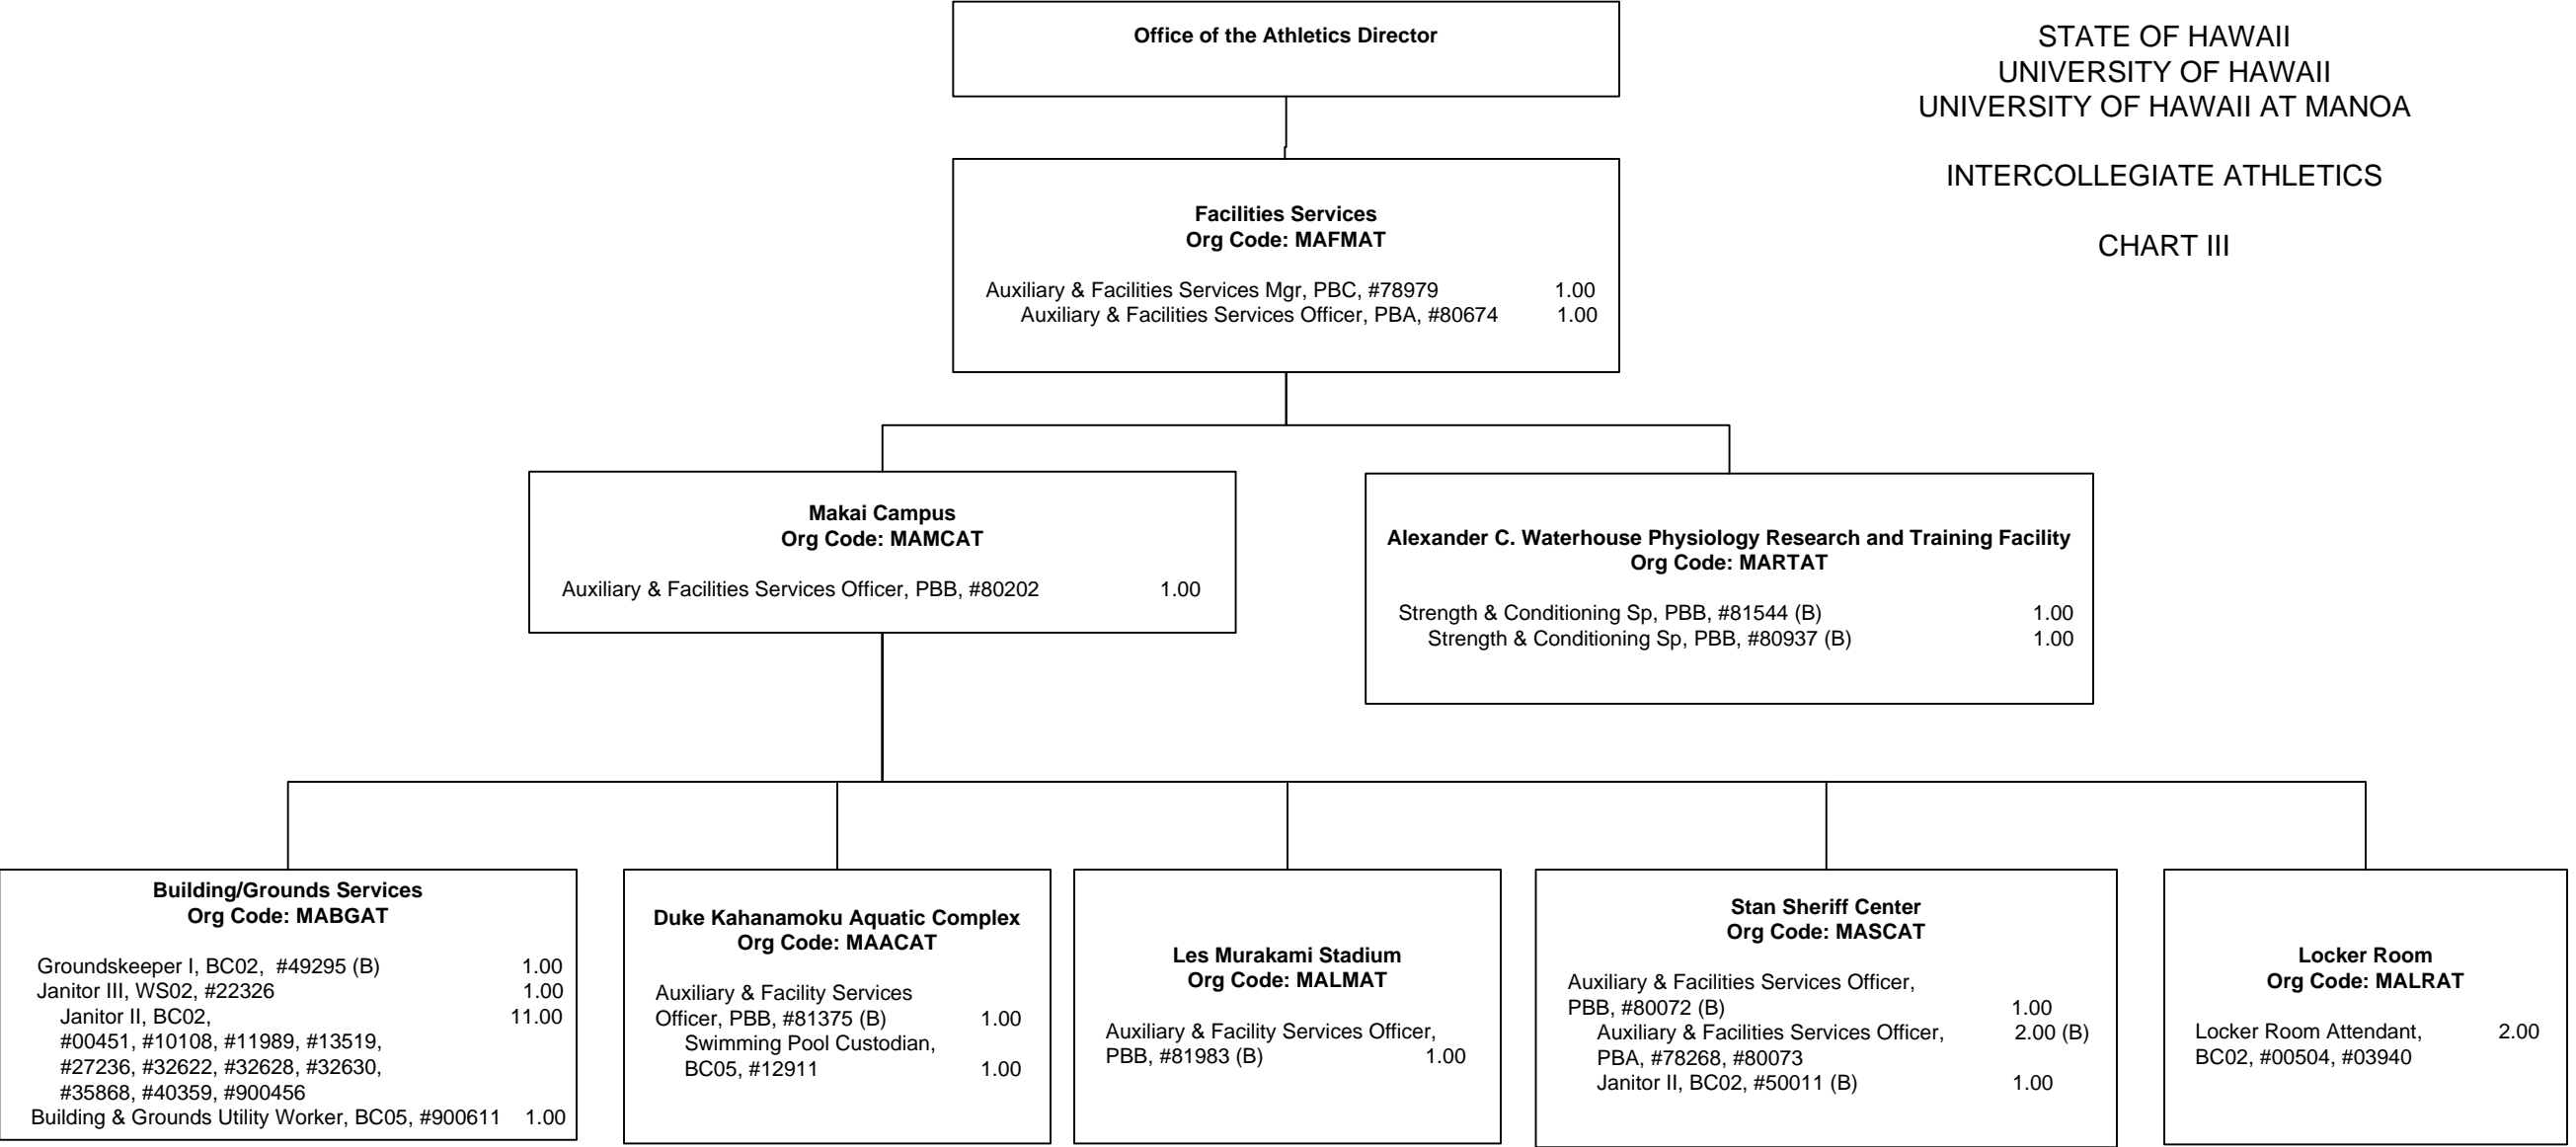 Office of the Athletics Director
STATE OF HAWAII
UNIVERSITY OF HAWAII
UNIVERSITY OF HAWAII AT MANOA
INTERCOLLEGIATE ATHLETICS
CHART III
Facilities Services
Org Code: MAFMAT
Auxiliary & Facilities Services Mgr, PBC, #78979 1.00
Auxiliary & Facilities Services Officer, PBA, #80674 1.00
Makai Campus
Org Code: MAMCAT
Auxiliary & Facilities Services Officer, PBB, #80202 1.00
Alexander C. Waterhouse Physiology Research and Training Facility
Org Code: MARTAT
Strength & Conditioning Sp, PBB, #81544 (B) 1.00
Strength & Conditioning Sp, PBB, #80937 (B) 1.00
Building/Grounds Services
Org Code: MABGAT
Groundskeeper I, BC02, #49295 (B) 1.00
Janitor III, WS02, #22326 1.00
Janitor II, BC02, 11.00
#00451, #10108, #11989, #13519,
#27236, #32622, #32628, #32630,
#35868, #40359, #900456
Building & Grounds Utility Worker, BC05, #900611 1.00
Duke Kahanamoku Aquatic Complex
Org Code: MAACAT
Auxiliary & Facility Services
Officer, PBB, #81375 (B) 1.00
Swimming Pool Custodian,
BC05, #12911 1.00
Les Murakami Stadium
Org Code: MALMAT
Auxiliary & Facility Services Officer,
PBB, #81983 (B) 1.00
Stan Sheriff Center
Org Code: MASCAT
Auxiliary & Facilities Services Officer,
PBB, #80072 (B) 1.00
Auxiliary & Facilities Services Officer, 2.00 (B)
PBA, #78268, #80073
Janitor II, BC02, #50011 (B) 1.00
Locker Room
Org Code: MALRAT
Locker Room Attendant, 2.00
BC02, #00504, #03940